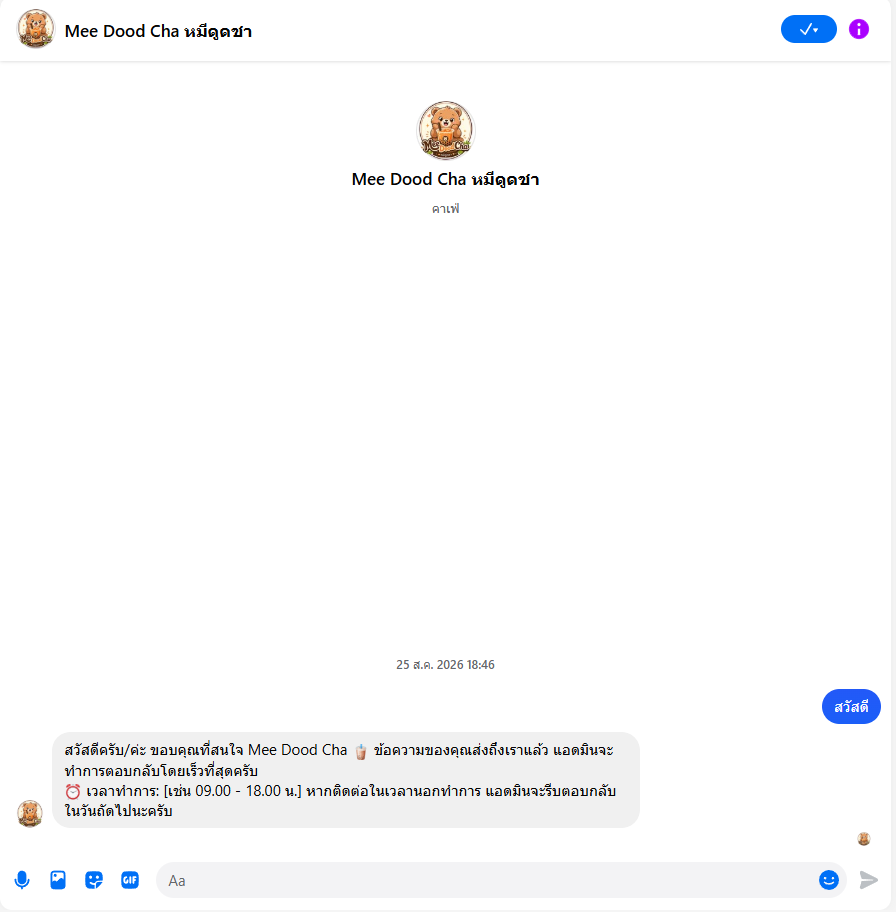 Mee Dood Cha หมีดูดชา
Mee Dood Cha หมีดูดชา
คาเฟ่
25 ส.ค. 2026 18:46
สวัสดี
สวัสดีครับ/ค่ะ ขอบคุณที่สนใจ Mee Dood Cha 🧋 ข้อความของคุณส่งถึงเราแล้ว แอดมินจะ
ทำการตอบกลับโดยเร็วที่สุดครับ
⏰ เวลาทำการ: [เช่น 09.00 - 18.00 น.] หากติดต่อในเวลานอกทำการ แอดมินจะรีบตอบกลับ
ในวันถัดไปนะครับ
GIF
Aa